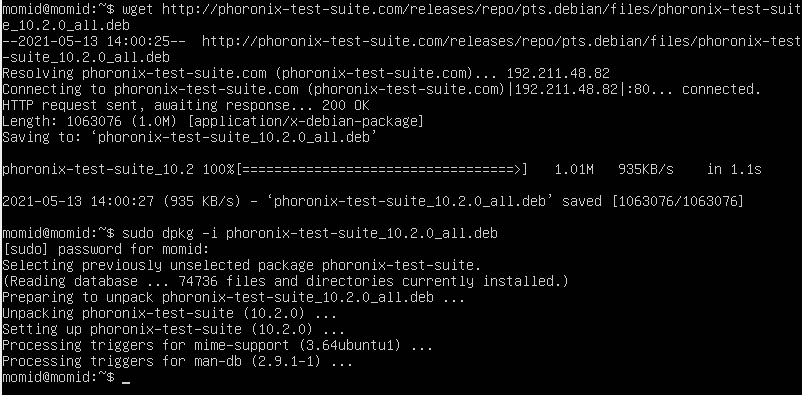 momid@momid:~$ wget http://phoronix-test-suite.com/releases/repo/pts.debian/files/phoronix-test-suit
e_10.2.0_all.deb
--2021-05-13 14:00:25--  http://phoronix-test-suite.com/releases/repo/pts.debian/files/phoronix-test
-suite_10.2.0_all.deb
Resolving phoronix-test-suite.com (phoronix-test-suite.com)... 192.211.48.82
Connecting to phoronix-test-suite.com (phoronix-test-suite.com)|192.211.48.82|:80... connected.
HTTP request sent, awaiting response... 200 OK
Length: 1063076 (1.0M) [application/x-debian-package]
Saving to: ‘phoronix-test-suite_10.2.0_all.deb’
phoronix-test-suite_10.2 100%[==================================>]   1.01M   935KB/s    in 1.1s
2021-05-13 14:00:27 (935 KB/s) - ‘phoronix-test-suite_10.2.0_all.deb’ saved [1063076/1063076]
momid@momid:~$ sudo dpkg -i phoronix-test-suite_10.2.0_all.deb
[sudo] password for momid:
Selecting previously unselected package phoronix-test-suite.
(Reading database ... 74736 files and directories currently installed.)
Preparing to unpack phoronix-test-suite_10.2.0_all.deb ...
Unpacking phoronix-test-suite (10.2.0) ...
Setting up phoronix-test-suite (10.2.0) ...
Processing triggers for mime-support (3.64ubuntu1) ...
Processing triggers for man-db (2.9.1-1) ...
momid@momid:~$ _